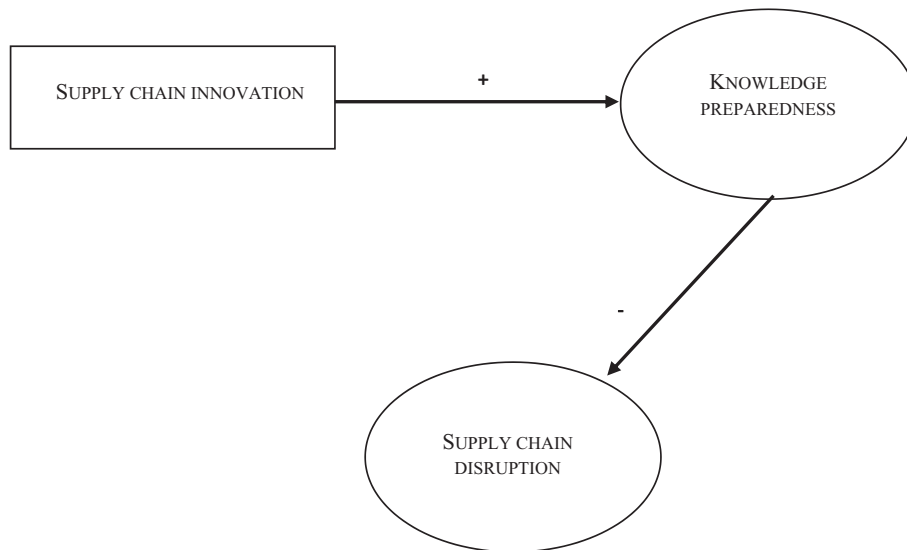 SUPPLY CHAIN INNOVATION
+
KNOWLEDGE
PREPAREDNESS
-
SUPPLY CHAIN
DISRUPTION